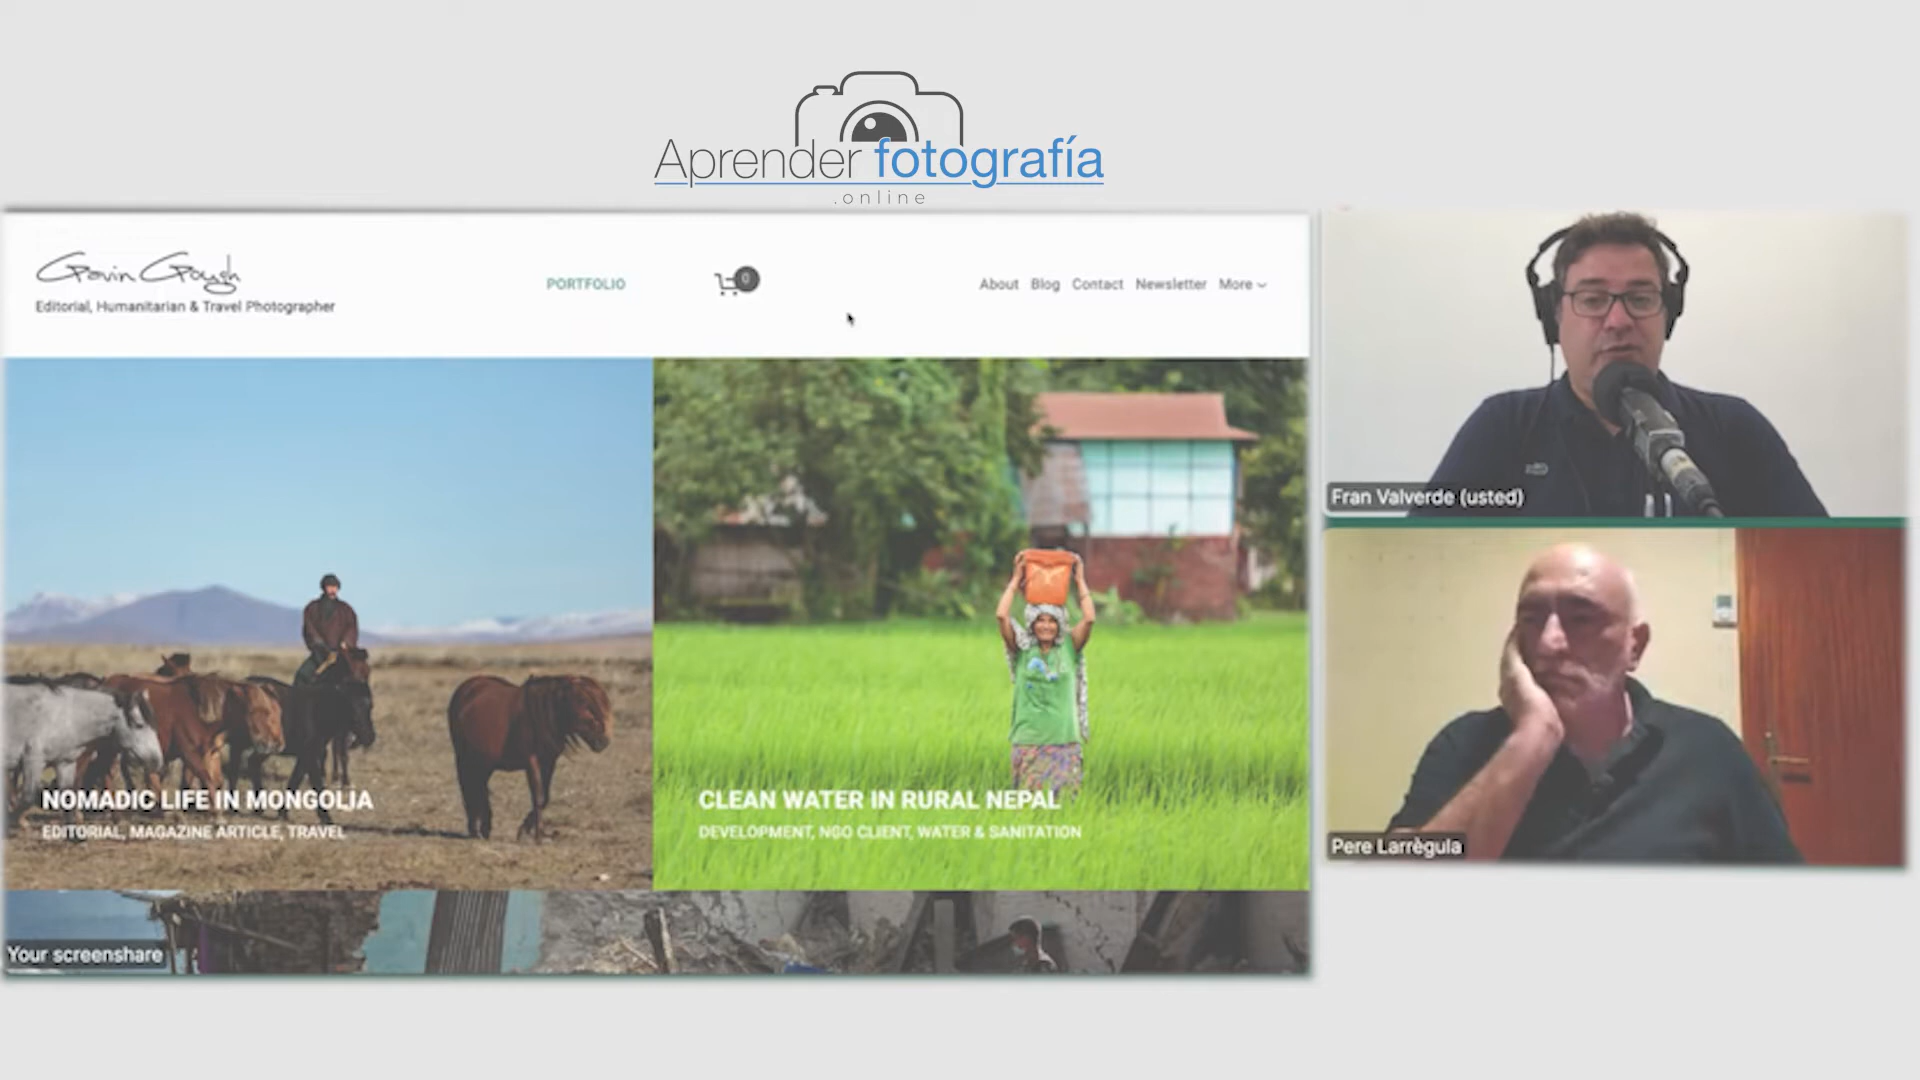 Aprender fotografía
.online
Gavin Gough
Editorial, Humanitarian & Travel Photographer
PORTFOLIO
0
About Blog Contact Newsletter More
NOMADIC LIFE IN MONGOLIA
EDITORIAL, MAGAZINE ARTICLE, TRAVEL
CLEAN WATER IN RURAL NEPAL
DEVELOPMENT, NGO CLIENT, WATER & SANITATION
Your screenshare
Fran Valverde (usted)
Pere Larrègula